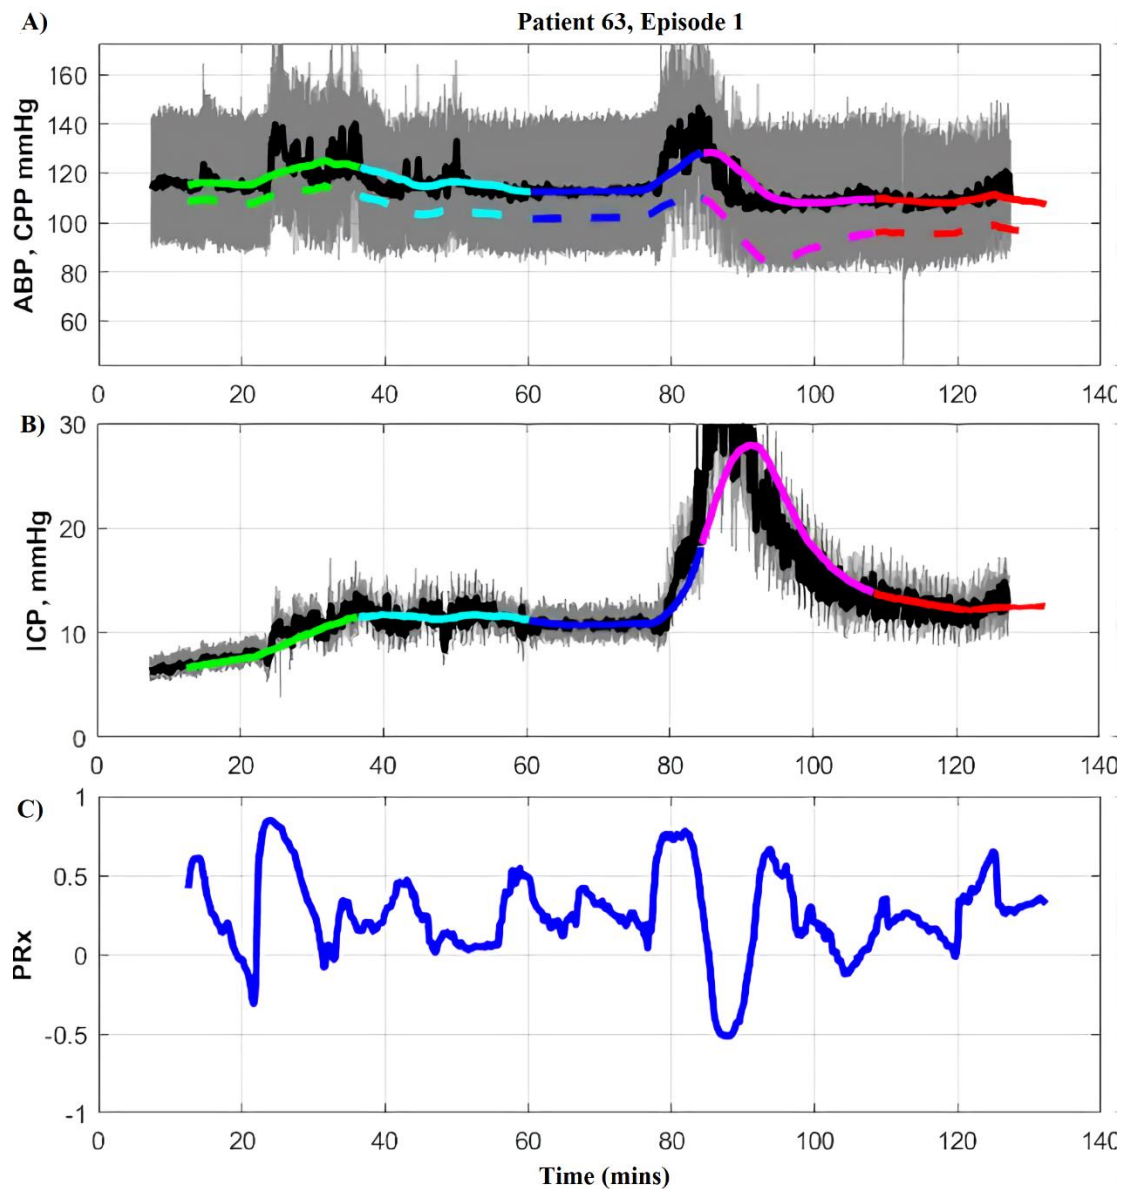 A)
Patient 63, Episode 1
ABP, CPP mmHg
160
140
120
100
80
60
0 20 40 60 80 100 120 140
B)
ICP, mmHg
30
20
10
0
0 20 40 60 80 100 120 140
C)
PRx
1
0.5
0
-0.5
-1
0 20 40 60 80 100 120 140
Time (mins)